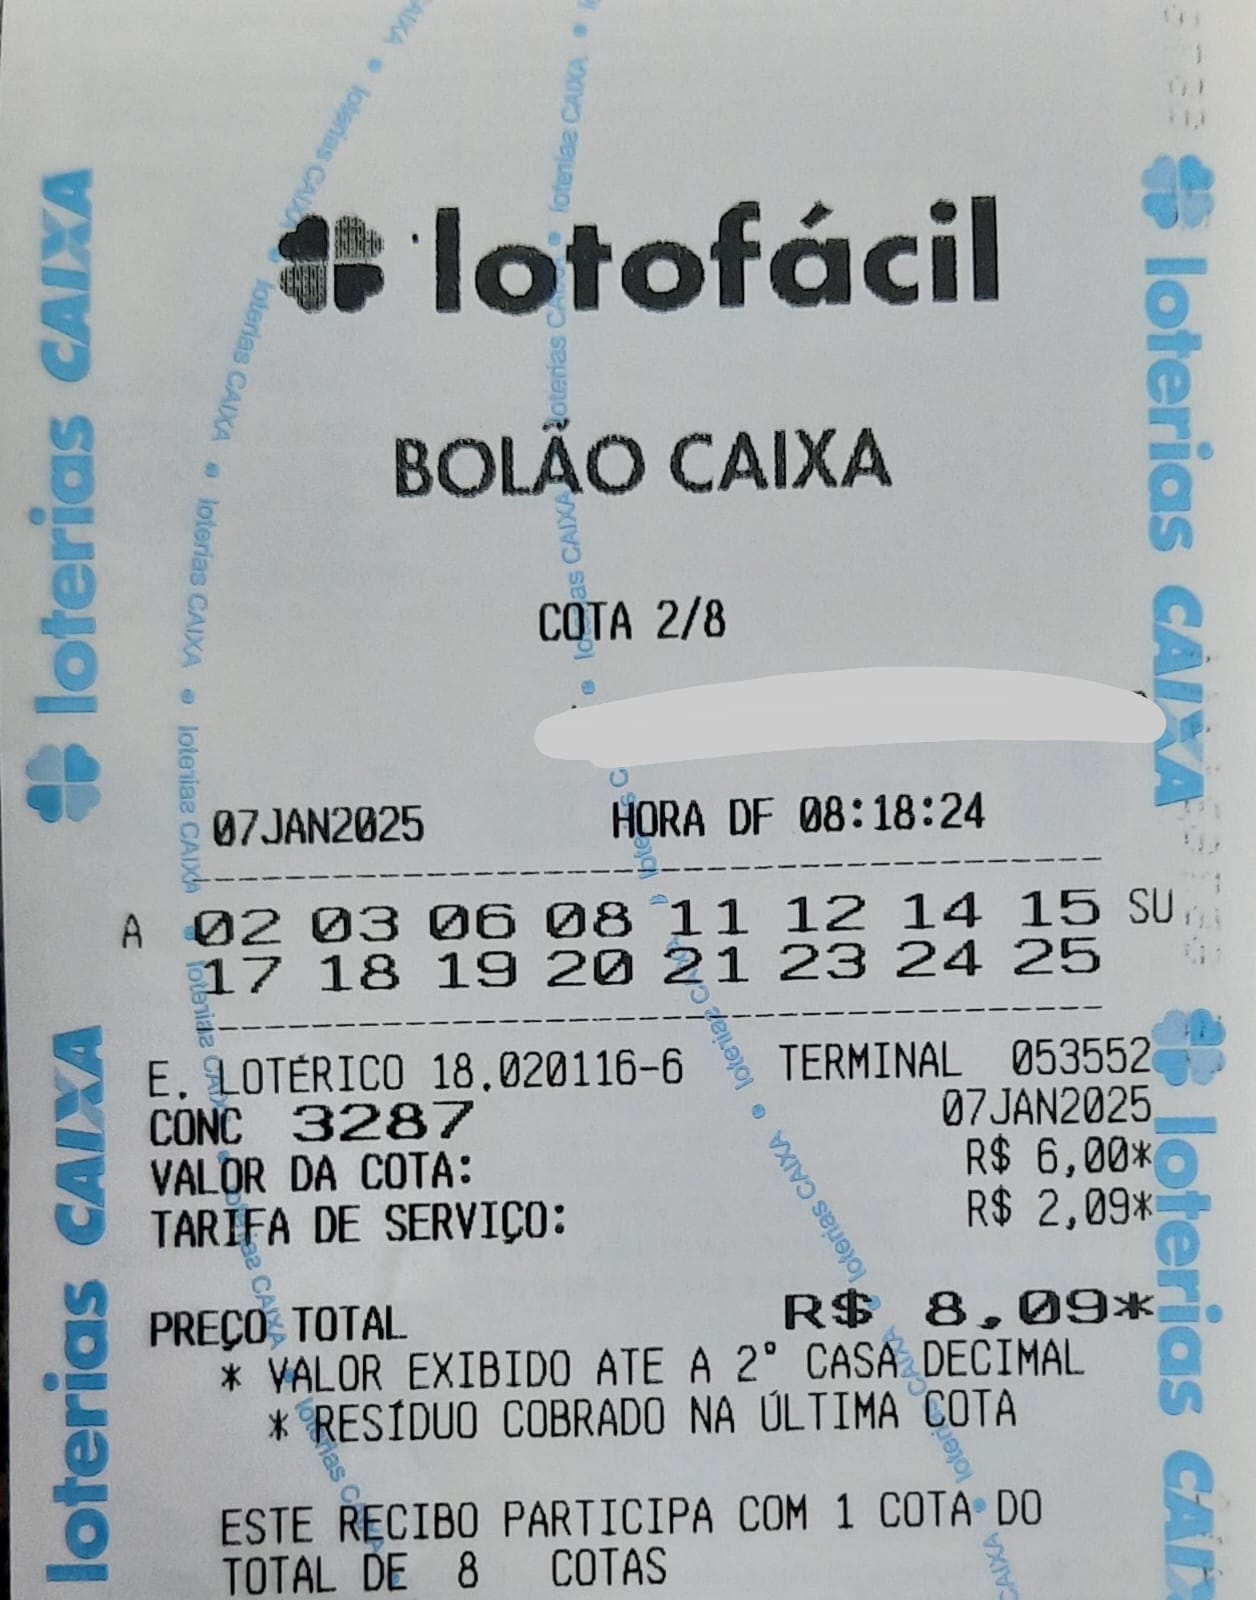 lotofácil
BOLÃO CAIXA
COTA 2/8
07JAN2025 HORA DF 08:18:24
A 02 03 06 08 11 12 14 15 SU
17 18 19 20 21 23 24 25
E. LOTÉRICO 18.020116-6 TERMINAL 053552
CONC 3287 07JAN2025
VALOR DA COTA: R$ 6,00*
TARIFA DE SERVIÇO: R$ 2,09*
PREÇO TOTAL R$ 8,09*
* VALOR EXIBIDO ATE A 2° CASA DECIMAL
* RESÍDUO COBRADO NA ÚLTIMA COTA
ESTE RECIBO PARTICIPA COM 1 COTA DO
TOTAL DE 8 COTAS
loterias CAIXA
loterias CAIXA
loterias CAIXA
loterias CAIXA